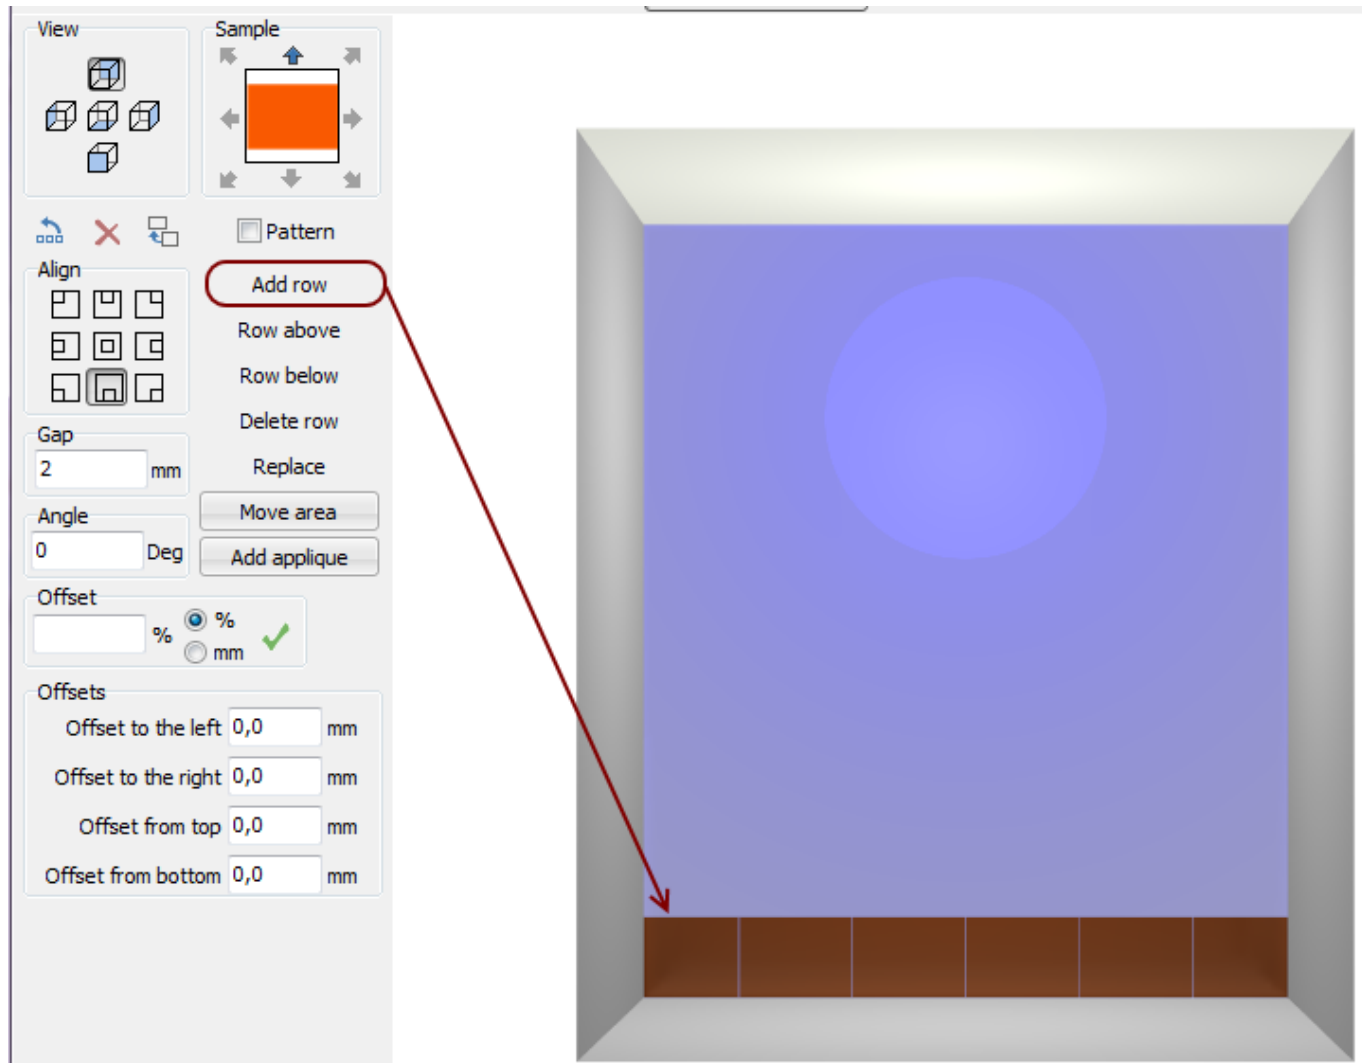 View
Sample
Pattern
Align
Add row
Row above
Row below
Delete row
Gap
2 mm
Replace
Move area
Angle
0 Deg
Add applique
Offset
% %
mm
Offsets
Offset to the left 0,0 mm
Offset to the right 0,0 mm
Offset from top 0,0 mm
Offset from bottom 0,0 mm